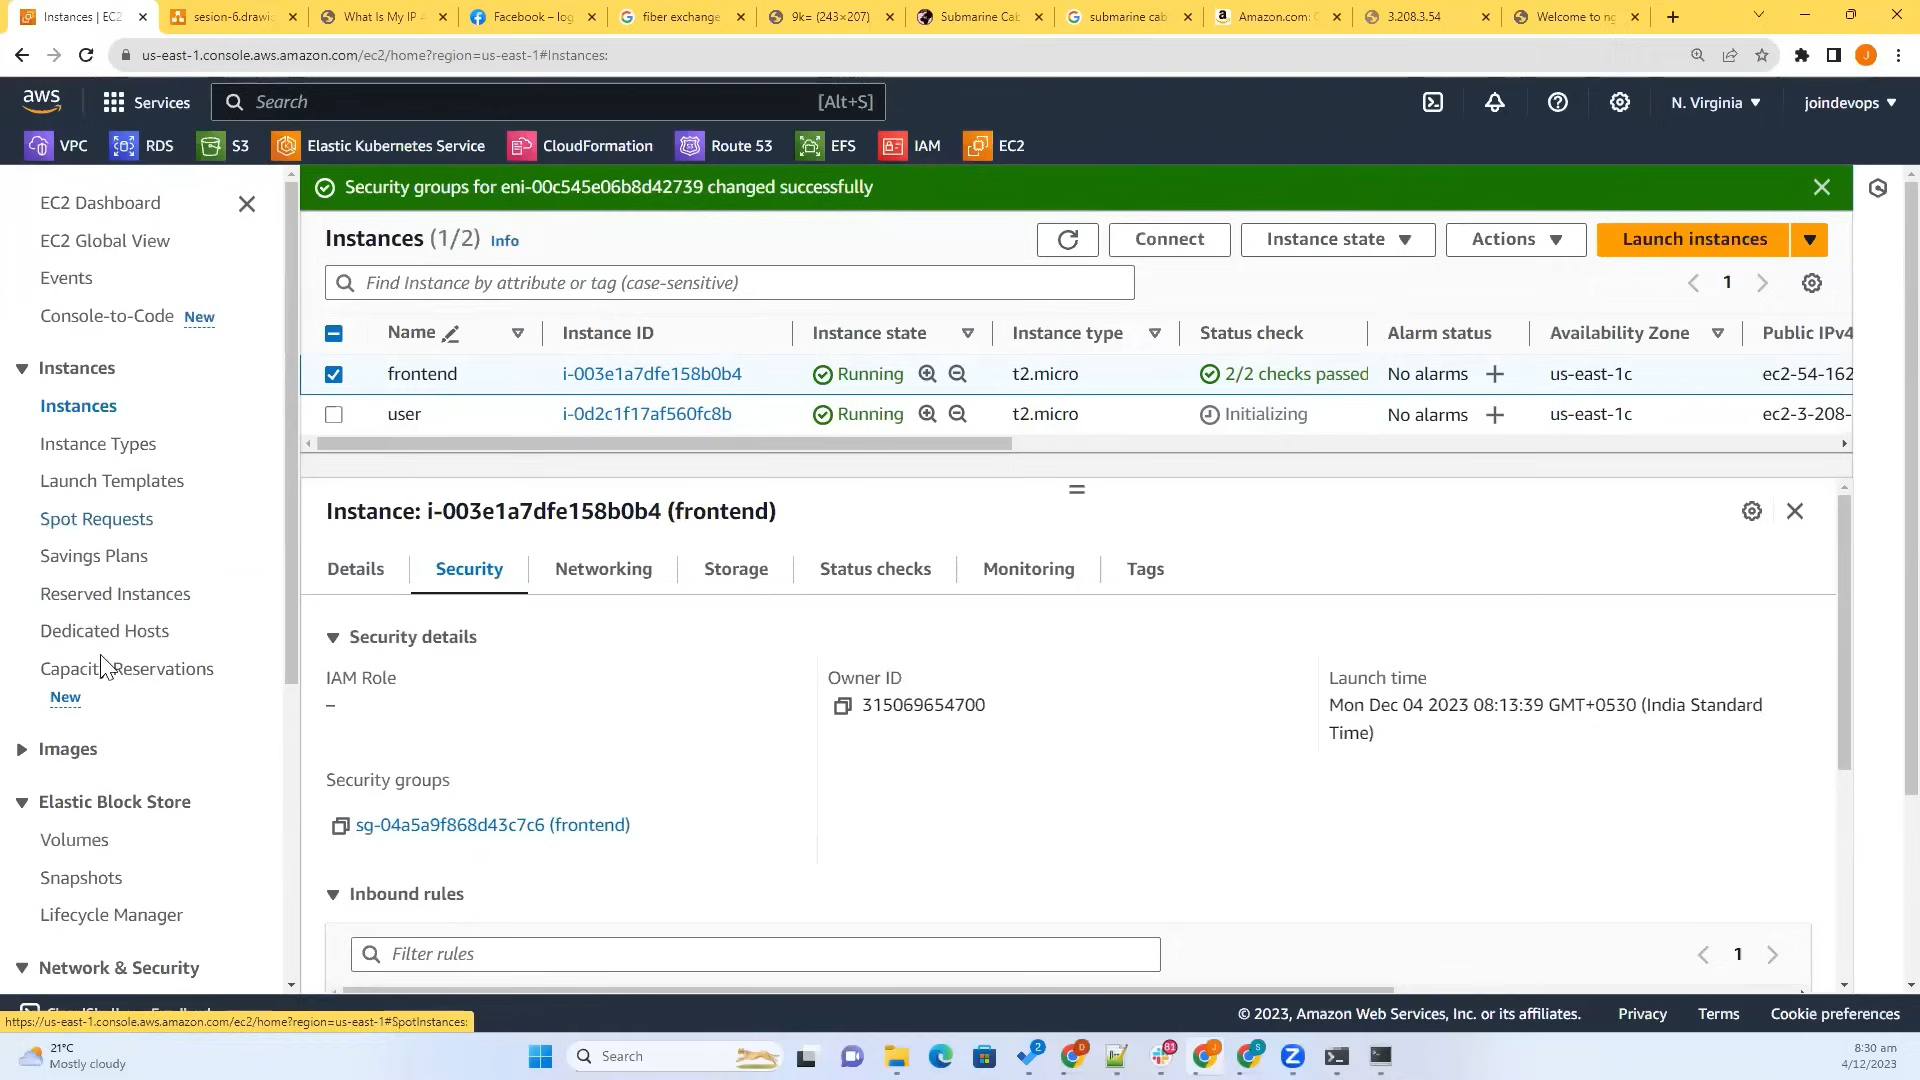 Instances | EC2
sesion-6.drawi
What Is My IP A
Facebook – log
fiber exchange
9k= (243×207)
Submarine Cab
submarine cab
Amazon.com: C
3.208.3.54
Welcome to ng
us-east-1.console.aws.amazon.com/ec2/home?region=us-east-1#Instances:
J
aws
Services
Search
[Alt+S]
N. Virginia
joindevops
VPC
RDS
S3
Elastic Kubernetes Service
CloudFormation
Route 53
EFS
IAM
EC2
EC2 Dashboard
EC2 Global View
Events
Console-to-Code New
Instances
Instances
Instance Types
Launch Templates
Spot Requests
Savings Plans
Reserved Instances
Dedicated Hosts
Capacity Reservations
New
Images
Elastic Block Store
Volumes
Snapshots
Lifecycle Manager
Network & Security
Security groups for eni-00c545e06b8d42739 changed successfully
Instances (1/2) Info
Connect
Instance state
Actions
Launch instances
Find Instance by attribute or tag (case-sensitive)
1
Name
Instance ID
Instance state
Instance type
Status check
Alarm status
Availability Zone
Public IPv4
frontend
i-003e1a7dfe158b0b4
Running
t2.micro
2/2 checks passed
No alarms
us-east-1c
ec2-54-162
user
i-0d2c1f17af560fc8b
Running
t2.micro
Initializing
No alarms
us-east-1c
ec2-3-208-
Instance: i-003e1a7dfe158b0b4 (frontend)
Details
Security
Networking
Storage
Status checks
Monitoring
Tags
Security details
IAM Role
–
Owner ID
315069654700
Launch time
Mon Dec 04 2023 08:13:39 GMT+0530 (India Standard
Time)
Security groups
sg-04a5a9f868d43c7c6 (frontend)
Inbound rules
Filter rules
1
© 2023, Amazon Web Services, Inc. or its affiliates.
Privacy
Terms
Cookie preferences
https://us-east-1.console.aws.amazon.com/ec2/home?region=us-east-1#SpotInstances:
21°C
Mostly cloudy
Search
2
D
81
J
S
8:30 am
4/12/2023